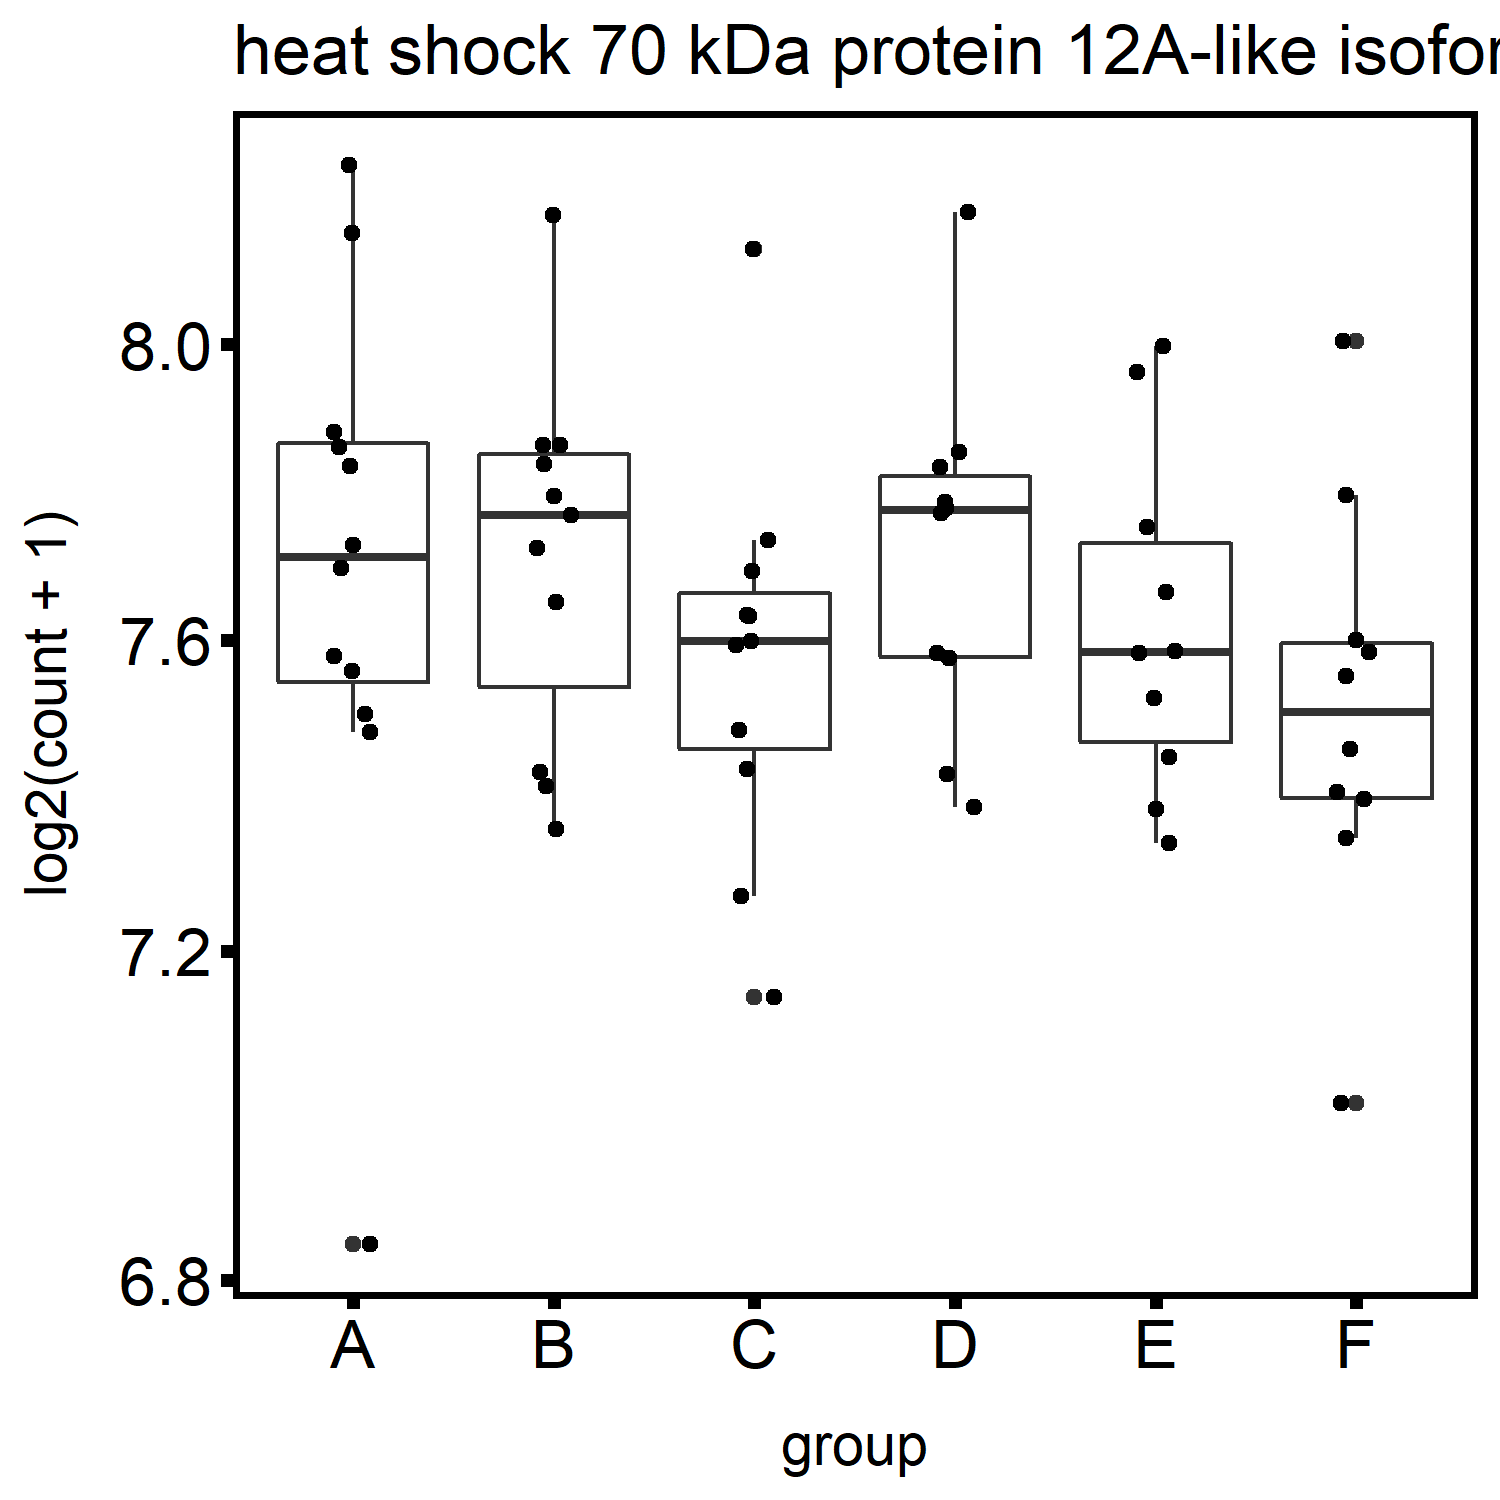 heat shock 70 kDa protein 12A-like isofor
8.0
7.6
7.2
6.8
log2(count + 1)
A B C D E F
group